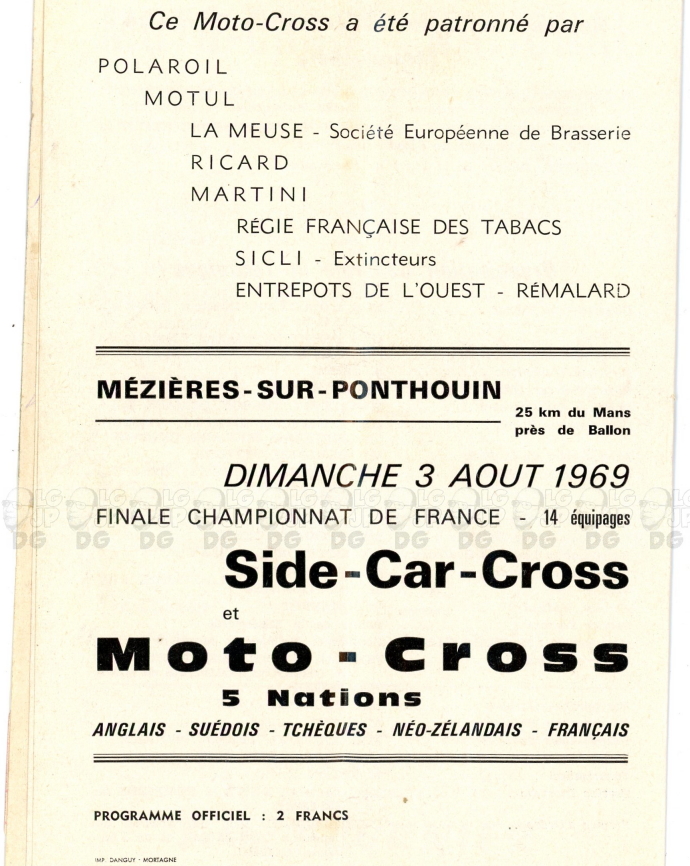 Ce Moto-Cross a été patronné par
POLAROIL
MOTUL
LA MEUSE - Société Européenne de Brasserie
RICARD
MARTINI
RÉGIE FRANÇAISE DES TABACS
SICLI - Extincteurs
ENTREPOTS DE L'OUEST - RÉMALARD
MÉZIÈRES-SUR-PONTHOUIN
25 km du Mans
près de Ballon
DIMANCHE 3 AOUT 1969
FINALE CHAMPIONNAT DE FRANCE - 14 équipages
Side-Car-Cross
et
Moto-Cross
5 Nations
ANGLAIS - SUÉDOIS - TCHÈQUES - NÉO-ZÉLANDAIS - FRANÇAIS
PROGRAMME OFFICIEL : 2 FRANCS
IMP. DANGUY - MORTAGNE